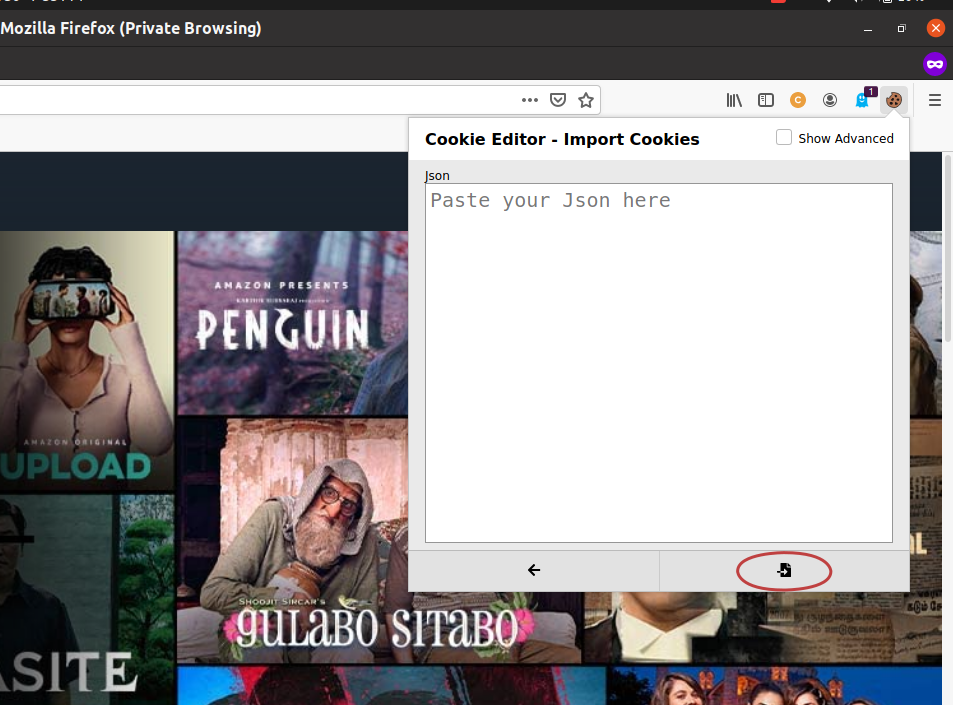 Mozilla Firefox (Private Browsing)
1
Cookie Editor - Import Cookies
Show Advanced
Json
Paste your Json here
AMAZON PRESENTS
PENGUIN
AMAZON ORIGINAL
UPLOAD
SHOOJIT SIRCAR'S
GULABO SITABO
ASITE